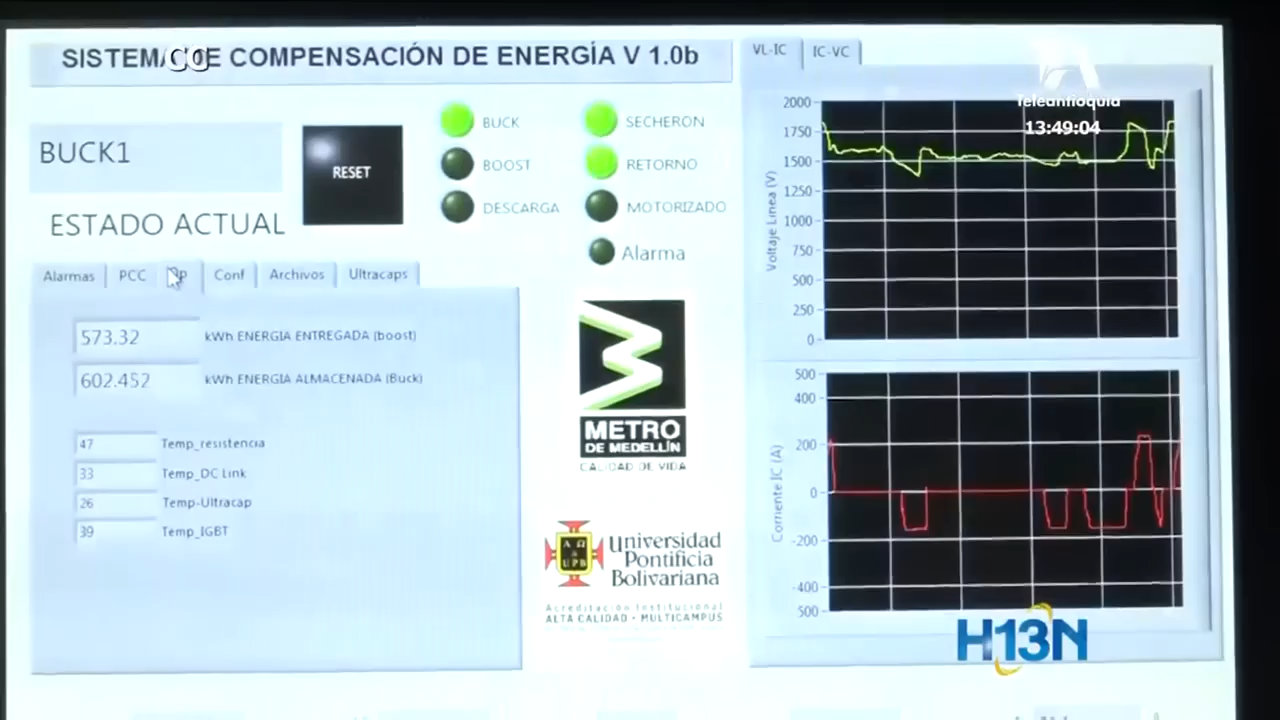 SISTEMA DE COMPENSACIÓN DE ENERGÍA V 1.0b
CC
BUCK1
RESET
ESTADO ACTUAL
BUCK
BOOST
DESCARGA
SECHERON
RETORNO
MOTORIZADO
Alarma
Alarmas
PCC
Conf
Archivos
Ultracaps
573.32 kWh ENERGIA ENTREGADA (boost)
602.452 kWh ENERGIA ALMACENADA (Buck)
47 Temp_resistencia
33 Temp_DC Link
26 Temp-Ultracap
39 Temp_IGBT
METRO
DE MEDELLÍN
CALIDAD DE VIDA
A Ω
&
UPB
Universidad
Pontificia
Bolivariana
Acreditación Institucional
ALTA CALIDAD - MULTICAMPUS
VL-IC
IC-VC
Teleantioquia
13:49:04
Voltaje Linea (V)
2000
1750
1500
1250
1000
750
500
250
0
Corriente IC (A)
500
400
200
0
-200
-400
500
H13N